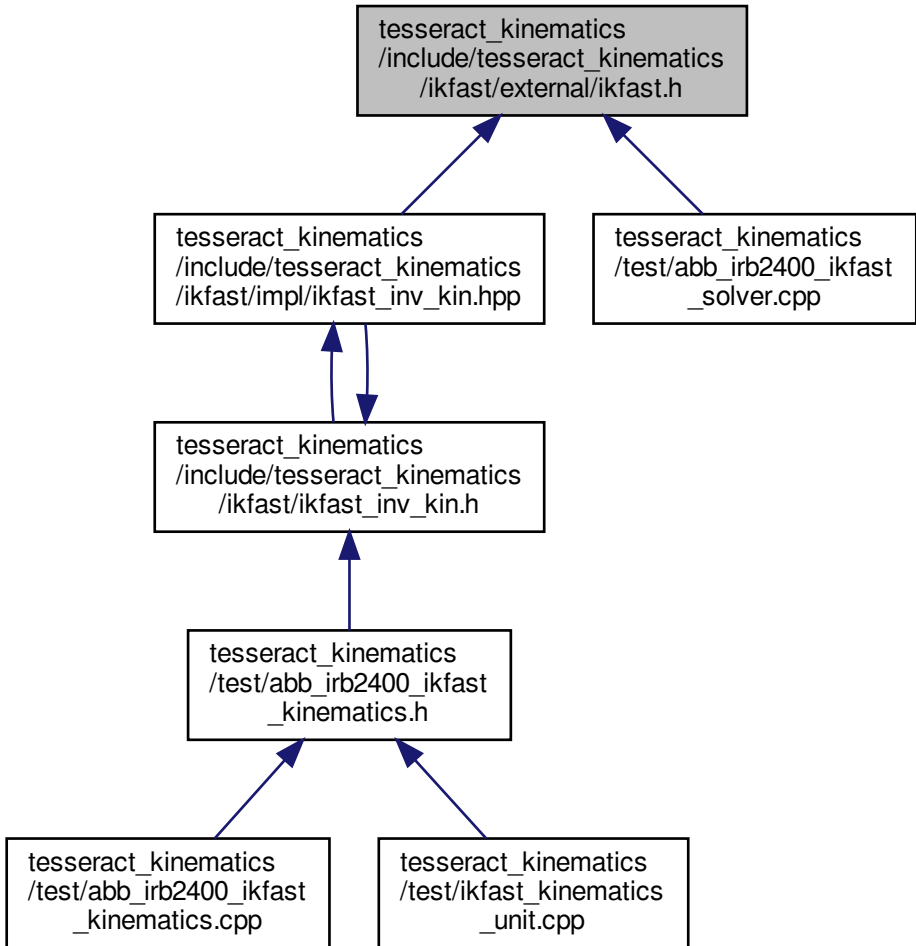 tesseract_kinematics
/include/tesseract_kinematics
/ikfast/external/ikfast.h
tesseract_kinematics
/include/tesseract_kinematics
/ikfast/impl/ikfast_inv_kin.hpp
tesseract_kinematics
/test/abb_irb2400_ikfast
_solver.cpp
tesseract_kinematics
/include/tesseract_kinematics
/ikfast/ikfast_inv_kin.h
tesseract_kinematics
/test/abb_irb2400_ikfast
_kinematics.h
tesseract_kinematics
/test/abb_irb2400_ikfast
_kinematics.cpp
tesseract_kinematics
/test/ikfast_kinematics
_unit.cpp